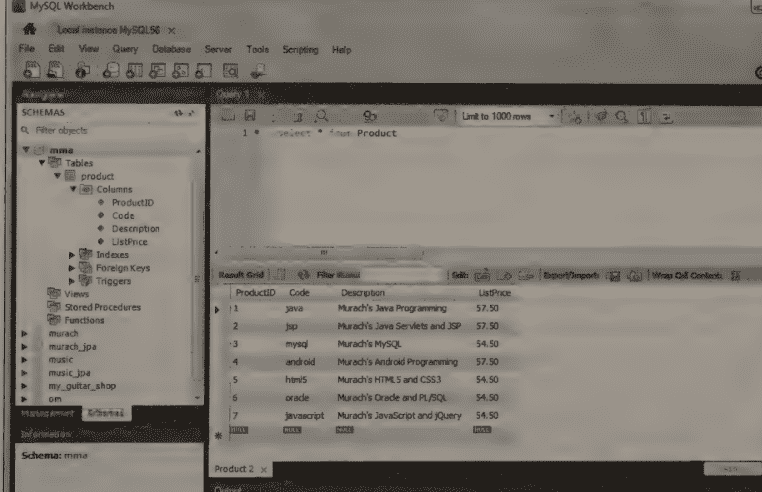 MySQL Workbench
Local instance MySQL56 ×
File Edit View Query Database Server Tools Scripting Help
Query 1
SCHEMAS
Filter objects
Limit to 1000 rows
1 select * from Product
mma
Tables
product
Columns
ProductID
Code
Description
ListPrice
Indexes
Foreign Keys
Triggers
Views
Stored Procedures
Functions
murach
murach_jpa
music
music_jpa
my_guitar_shop
om
Management Schemas
Information
Schema: mma
Result Grid Filter Rows: Edit: Export/Import: Wrap Cell Content:
ProductID Code Description ListPrice
1 java Murach's Java Programming 57.50
2 jsp Murach's Java Servlets and JSP 57.50
3 mysql Murach's MySQL 54.50
4 android Murach's Android Programming 57.50
5 html5 Murach's HTML5 and CSS3 54.50
6 oracle Murach's Oracle and PL/SQL 54.50
7 javascript Murach's JavaScript and jQuery 54.50
NULL NULL NULL NULL
Product 2 ×
Output